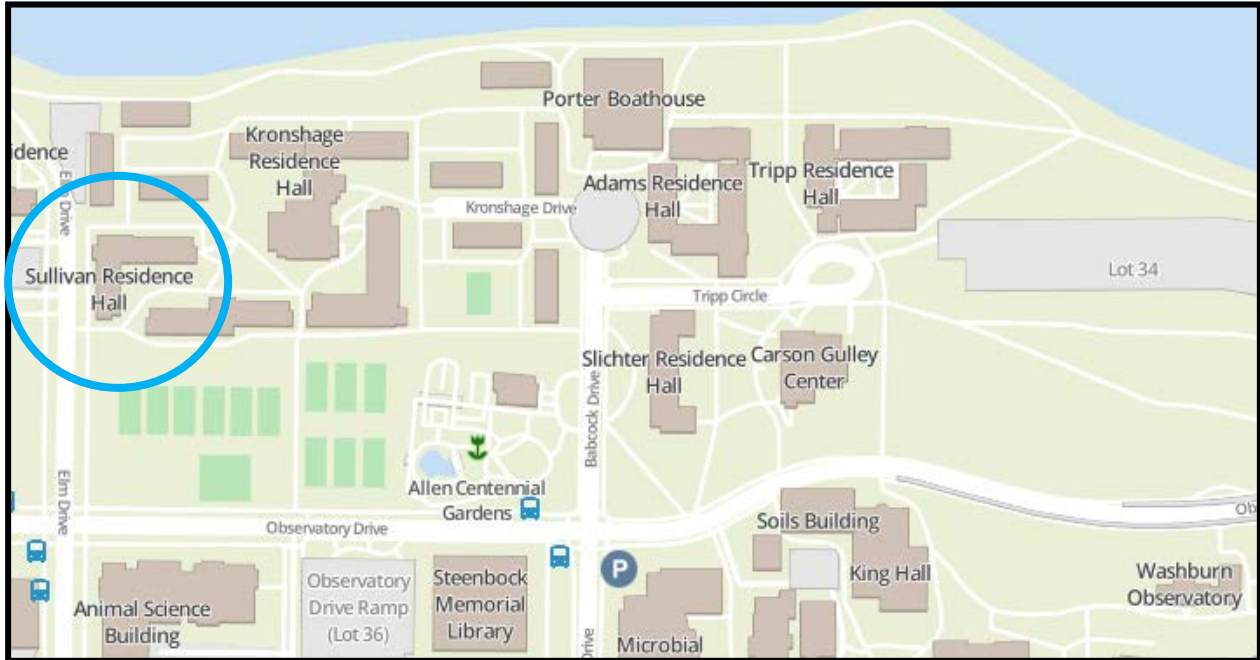 Porter Boathouse
Kronshage
Residence
Hall
idence
Elm Drive
Adams Residence
Hall
Tripp Residence
Hall
Kronshage Drive
Sullivan Residence
Hall
Lot 34
Tripp Circle
Slichter Residence
Hall
Carson Gulley
Center
Babcock Drive
Elm Drive
Allen Centennial
Gardens
Observatory Drive
Soils Building
Ob
P
King Hall
Washburn
Observatory
Observatory
Drive Ramp
(Lot 36)
Steenbock
Memorial
Library
Animal Science
Building
Drive
Microbial